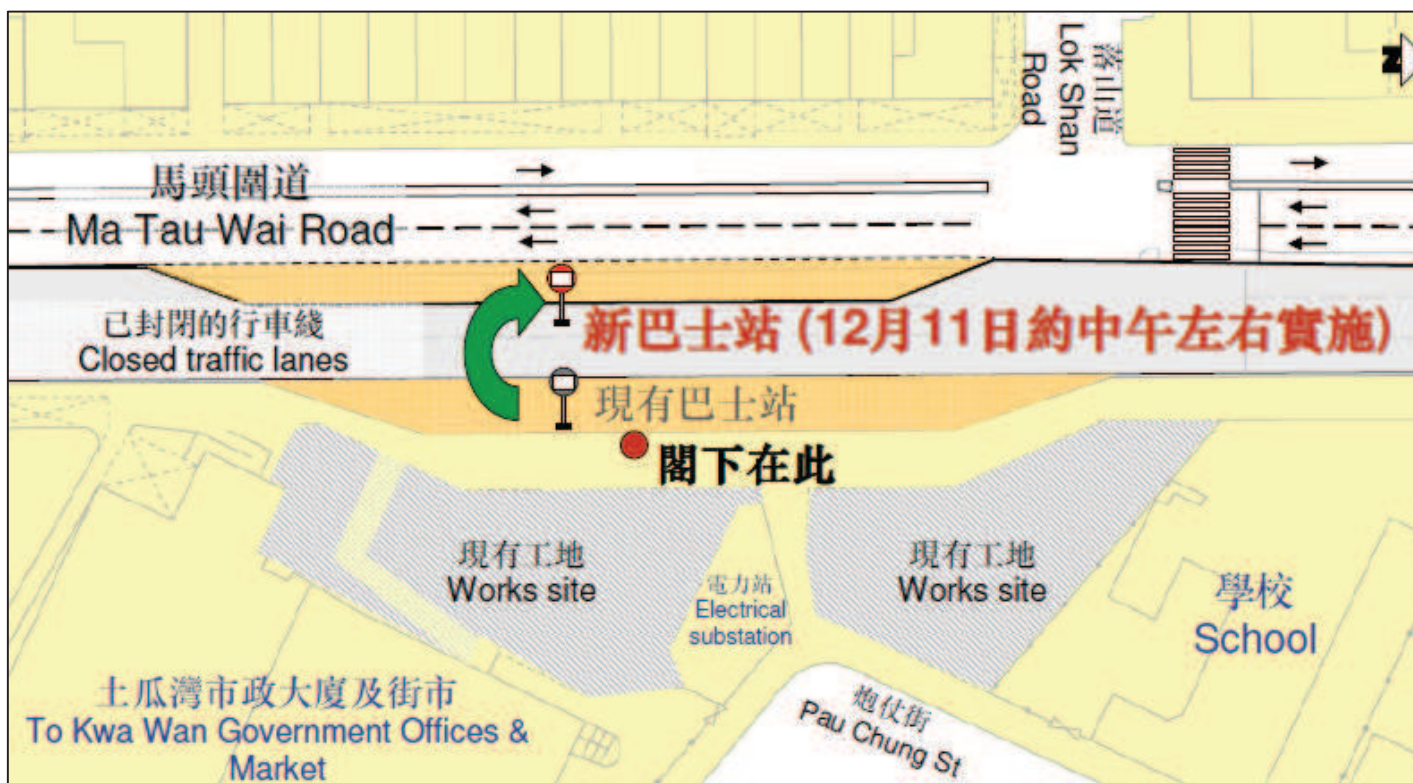 落山道
Lok Shan
Road
N
馬頭圍道
Ma Tau Wai Road
已封閉的行車綫
Closed traffic lanes
新巴士站 (12月11日約中午左右實施)
現有巴士站
閣下在此
現有工地
Works site
電力站
Electrical
substation
現有工地
Works site
學校
School
土瓜灣市政大廈及街市
To Kwa Wan Government Offices &
Market
炮仗街
Pau Chung St